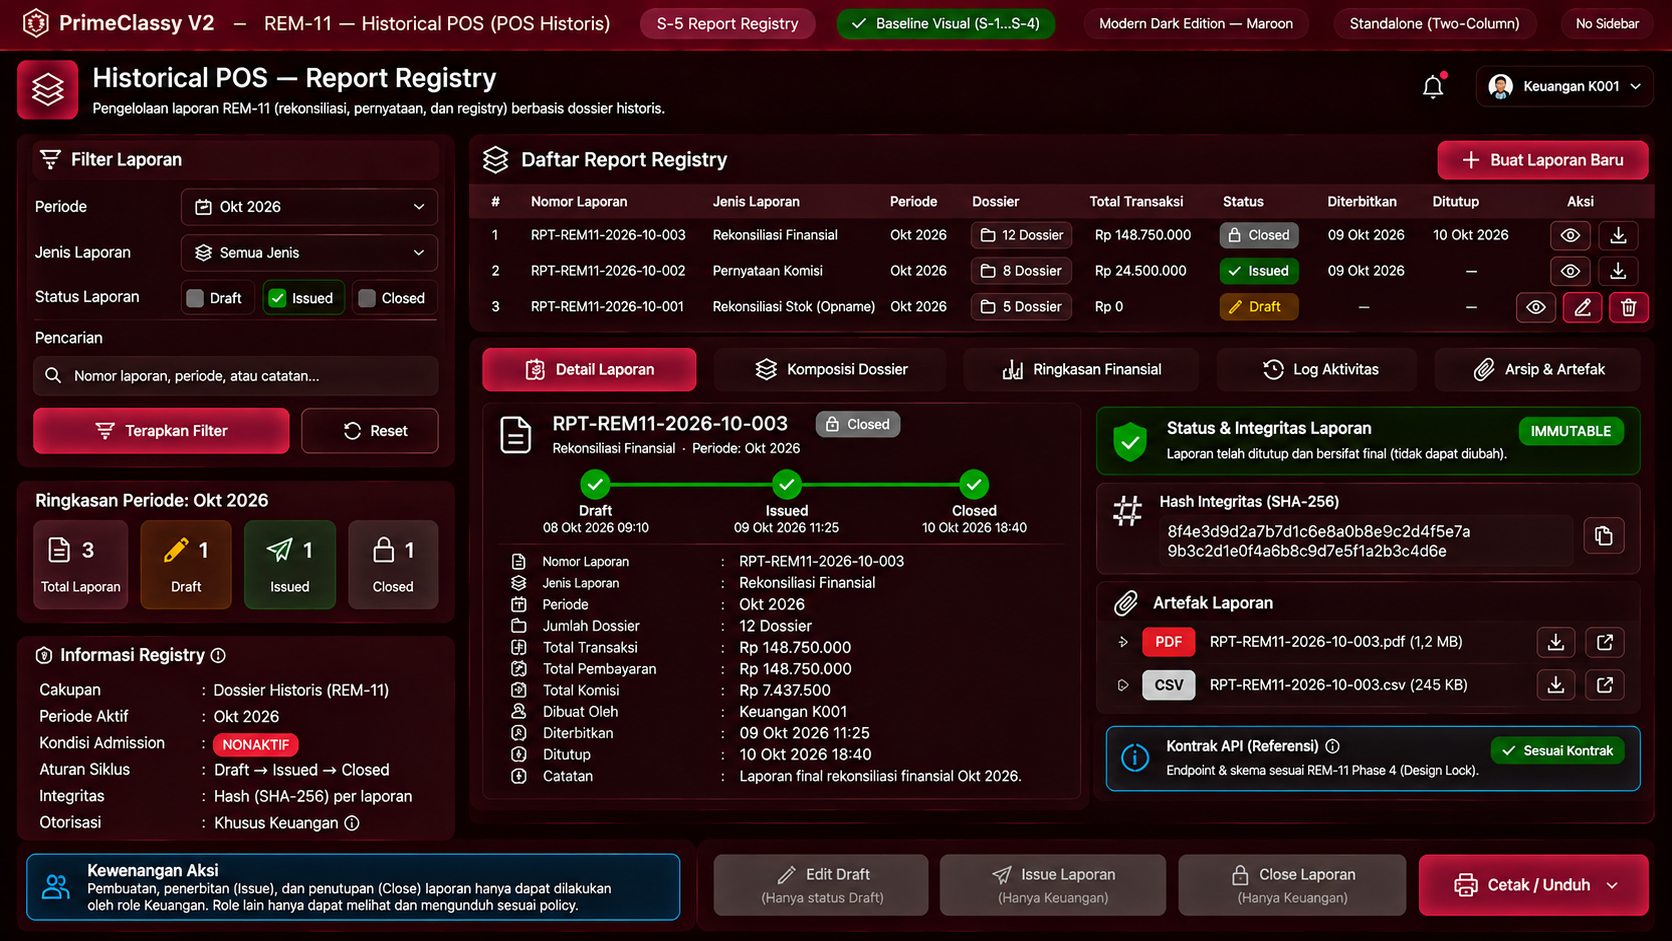 PrimeClassy V2 – REM-11 – Historical POS (POS Historis) S-5 Report Registry Baseline Visual (S-1...S-4) Modern Dark Edition — Maroon Standalone (Two-Column) No Sidebar
Historical POS — Report Registry
Pengelolaan laporan REM-11 (rekonsiliasi, pernyataan, dan registry) berbasis dossier historis.
Keuangan K001
Filter Laporan
Periode Okt 2026
Jenis Laporan Semua Jenis
Status Laporan Draft Issued Closed
Pencarian
Nomor laporan, periode, atau catatan...
Terapkan Filter Reset
Ringkasan Periode: Okt 2026
3 1 1 1
Total Laporan Draft Issued Closed
Informasi Registry
Cakupan : Dossier Historis (REM-11)
Periode Aktif : Okt 2026
Kondisi Admission : NONAKTIF
Aturan Siklus : Draft → Issued → Closed
Integritas : Hash (SHA-256) per laporan
Otorisasi : Khusus Keuangan
Daftar Report Registry
+ Buat Laporan Baru
# Nomor Laporan Jenis Laporan Periode Dossier Total Transaksi Status Diterbitkan Ditutup Aksi
1 RPT-REM11-2026-10-003 Rekonsiliasi Finansial Okt 2026 12 Dossier Rp 148.750.000 Closed 09 Okt 2026 10 Okt 2026
2 RPT-REM11-2026-10-002 Pernyataan Komisi Okt 2026 8 Dossier Rp 24.500.000 Issued 09 Okt 2026 —
3 RPT-REM11-2026-10-001 Rekonsiliasi Stok (Opname) Okt 2026 5 Dossier Rp 0 Draft — —
Detail Laporan Komposisi Dossier Ringkasan Finansial Log Aktivitas Arsip & Artefak
RPT-REM11-2026-10-003 Closed
Rekonsiliasi Finansial · Periode: Okt 2026
Draft Issued Closed
08 Okt 2026 09:10 09 Okt 2026 11:25 10 Okt 2026 18:40
Nomor Laporan : RPT-REM11-2026-10-003
Jenis Laporan : Rekonsiliasi Finansial
Periode : Okt 2026
Jumlah Dossier : 12 Dossier
Total Transaksi : Rp 148.750.000
Total Pembayaran : Rp 148.750.000
Total Komisi : Rp 7.437.500
Dibuat Oleh : Keuangan K001
Diterbitkan : 09 Okt 2026 11:25
Ditutup : 10 Okt 2026 18:40
Catatan : Laporan final rekonsiliasi finansial Okt 2026.
Status & Integritas Laporan IMMUTABLE
Laporan telah ditutup dan bersifat final (tidak dapat diubah).
Hash Integritas (SHA-256)
8f4e3d9d2a7b7d1c6e8a0b8e9c2d4f5e7a
9b3c2d1e0f4a6b8c9d7e5f1a2b3c4d6e
Artefak Laporan
PDF RPT-REM11-2026-10-003.pdf (1,2 MB)
CSV RPT-REM11-2026-10-003.csv (245 KB)
Kontrak API (Referensi) Sesuai Kontrak
Endpoint & skema sesuai REM-11 Phase 4 (Design Lock).
Kewenangan Aksi
Pembuatan, penerbitan (Issue), dan penutupan (Close) laporan hanya dapat dilakukan
oleh role Keuangan. Role lain hanya dapat melihat dan mengunduh sesuai policy.
Edit Draft Issue Laporan Close Laporan Cetak / Unduh
(Hanya status Draft) (Hanya Keuangan) (Hanya Keuangan)